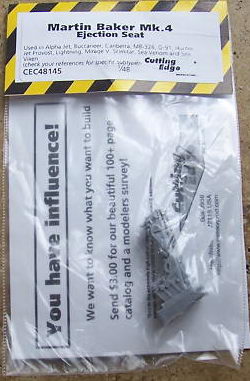 Martin Baker Mk.4
Ejection Seat
Used in Alpha Jet, Buccaneer, Canberra, MB-326, G-91, Hunter
Jet Provost, Lightning, Mirage V, Scimitar, Sea Venom and Sea
Vixen
(check your references for specific subtypes)
CEC48145
1/48
Cutting
Edge
You have influence!
We want to know what you want to build
Send $3.00 for our beautiful 100+ page
catalog and a modelers survey!
USA